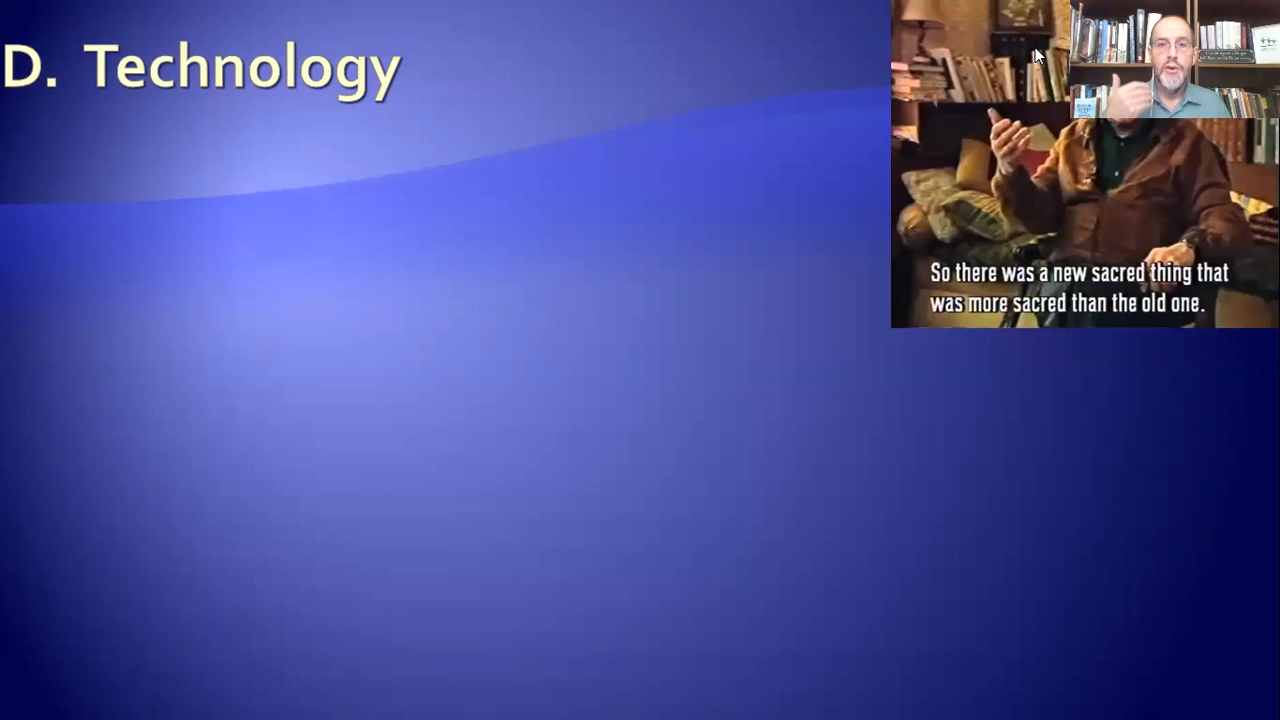 D. Technology
So there was a new sacred thing that
was more sacred than the old one.